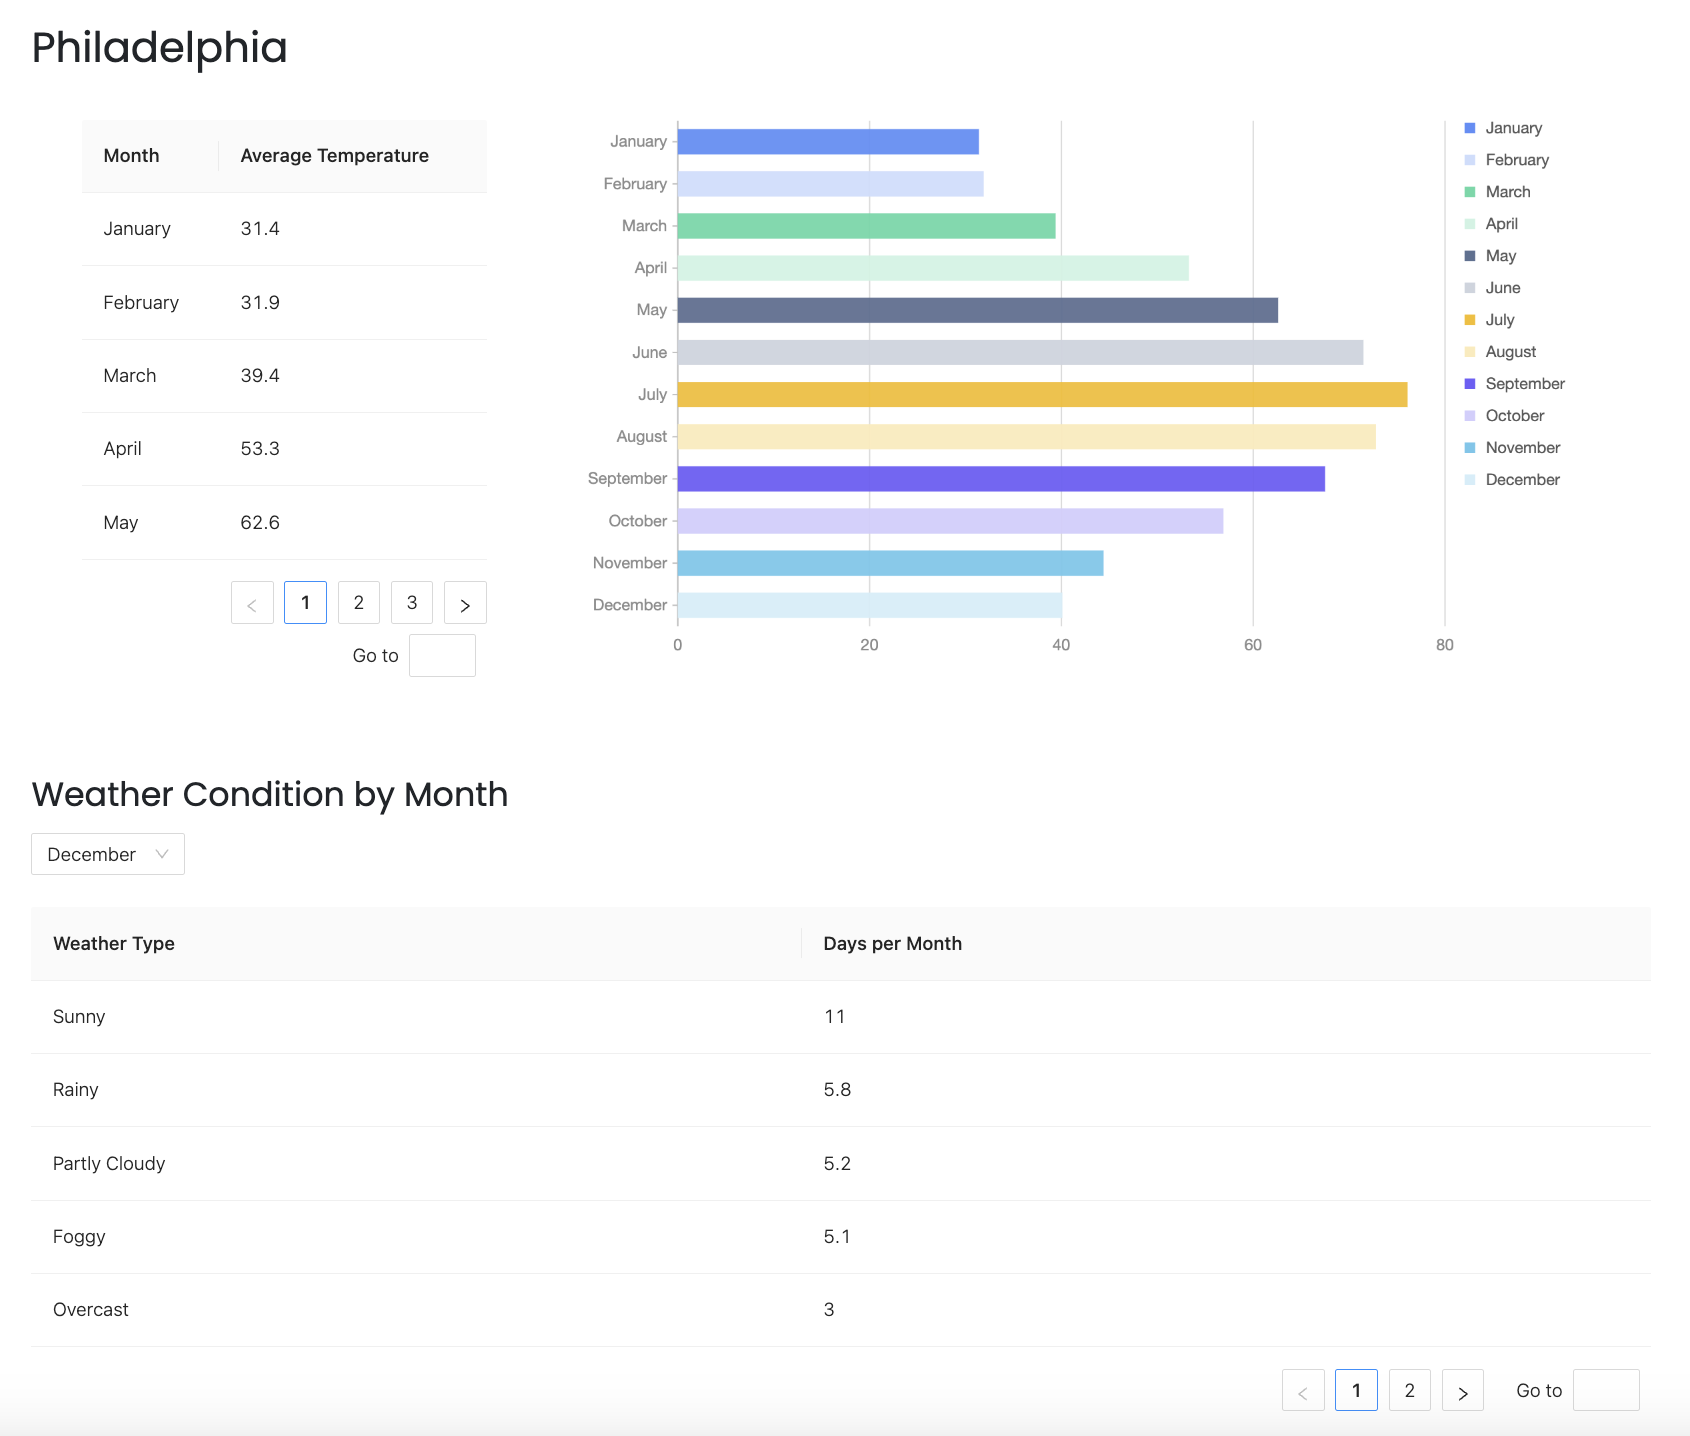 Philadelphia
Month Average Temperature
January 31.4
February 31.9
March 39.4
April 53.3
May 62.6
< 1 2 3 >
Go to
January
February
March
April
May
June
July
August
September
October
November
December
0 20 40 60 80
January
February
March
April
May
June
July
August
September
October
November
December
Weather Condition by Month
December
Weather Type Days per Month
Sunny 11
Rainy 5.8
Partly Cloudy 5.2
Foggy 5.1
Overcast 3
< 1 2 > Go to